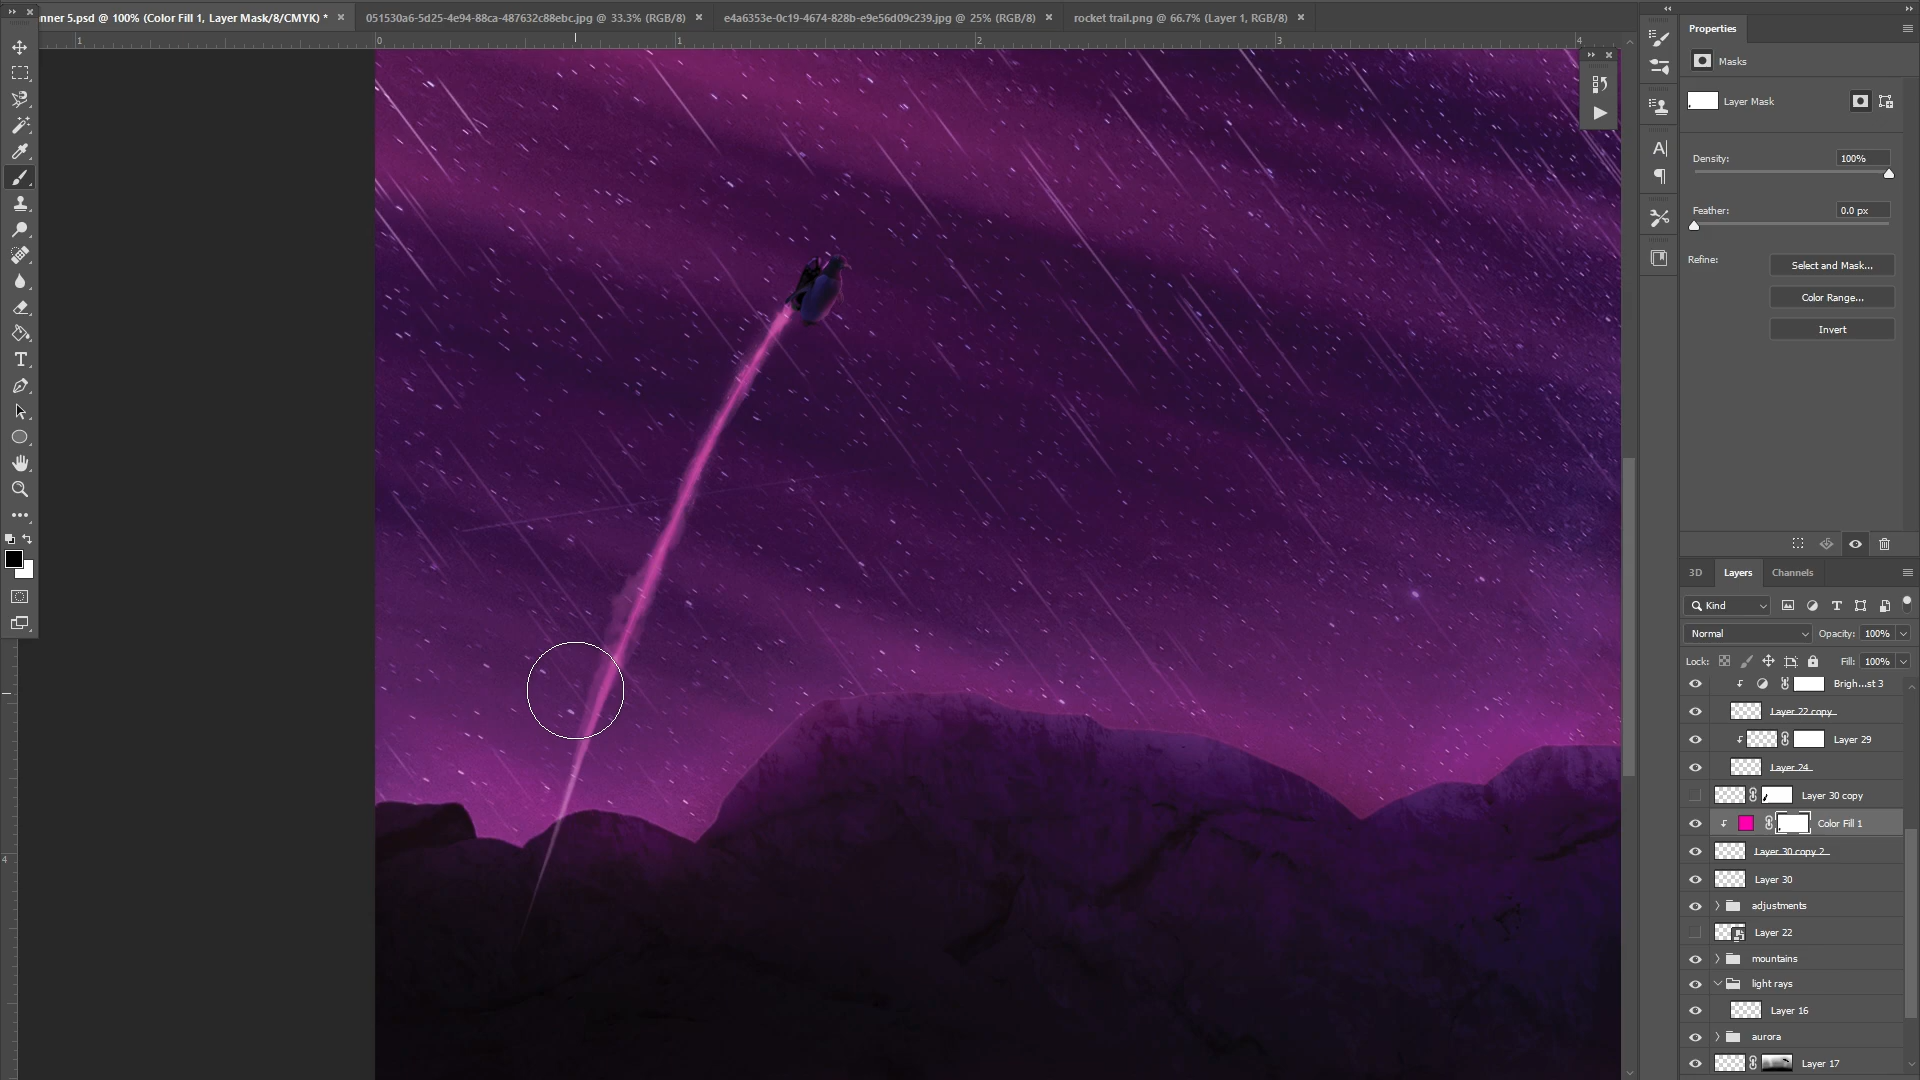 nner 5.psd @ 100% (Color Fill 1, Layer Mask/8/CMYK) *
051530a6-5d25-4e94-88ca-487632c88ebc.jpg @ 33.3% (RGB/8)
e4a6353e-0c19-4674-828b-e9e56d09c239.jpg @ 25% (RGB/8)
rocket trail.png @ 66.7% (Layer 1, RGB/8)
1 0 1 2 3 4
4
Properties
Masks
Layer Mask
Density: 100%
Feather: 0.0 px
Refine: Select and Mask...
Color Range...
Invert
3D Layers Channels
Kind
Normal Opacity: 100%
Lock: Fill: 100%
Brigh...st 3
Layer 22 copy
Layer 29
Layer 24
Layer 30 copy
Color Fill 1
Layer 30 copy 2
Layer 30
adjustments
Layer 22
mountains
light rays
Layer 16
aurora
Layer 17